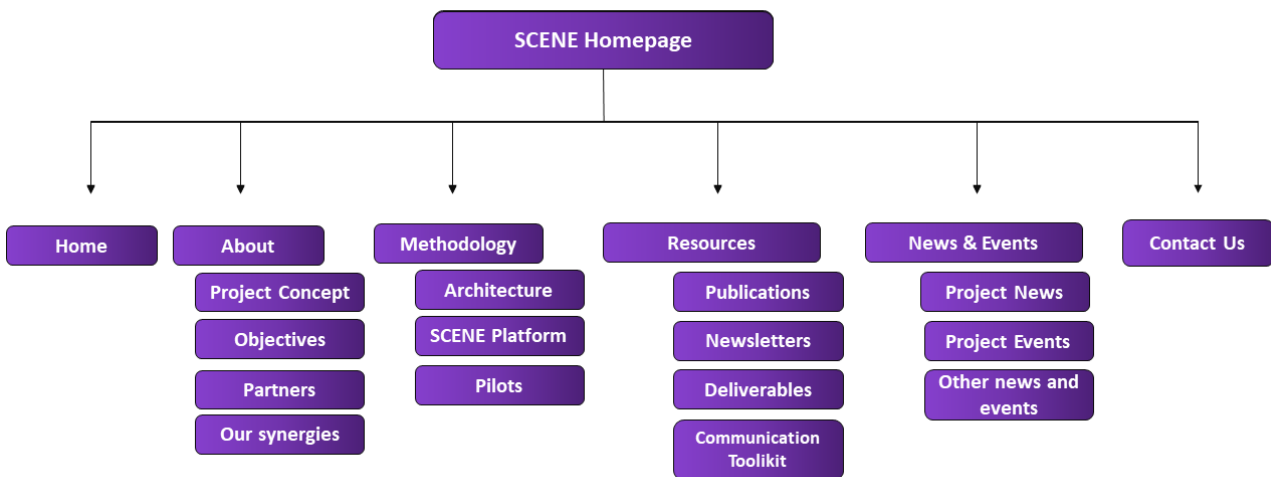 SCENE Homepage
Home
About
Project Concept
Objectives
Partners
Our synergies
Methodology
Architecture
SCENE Platform
Pilots
Resources
Publications
Newsletters
Deliverables
Communication
Toolikit
News & Events
Project News
Project Events
Other news and
events
Contact Us